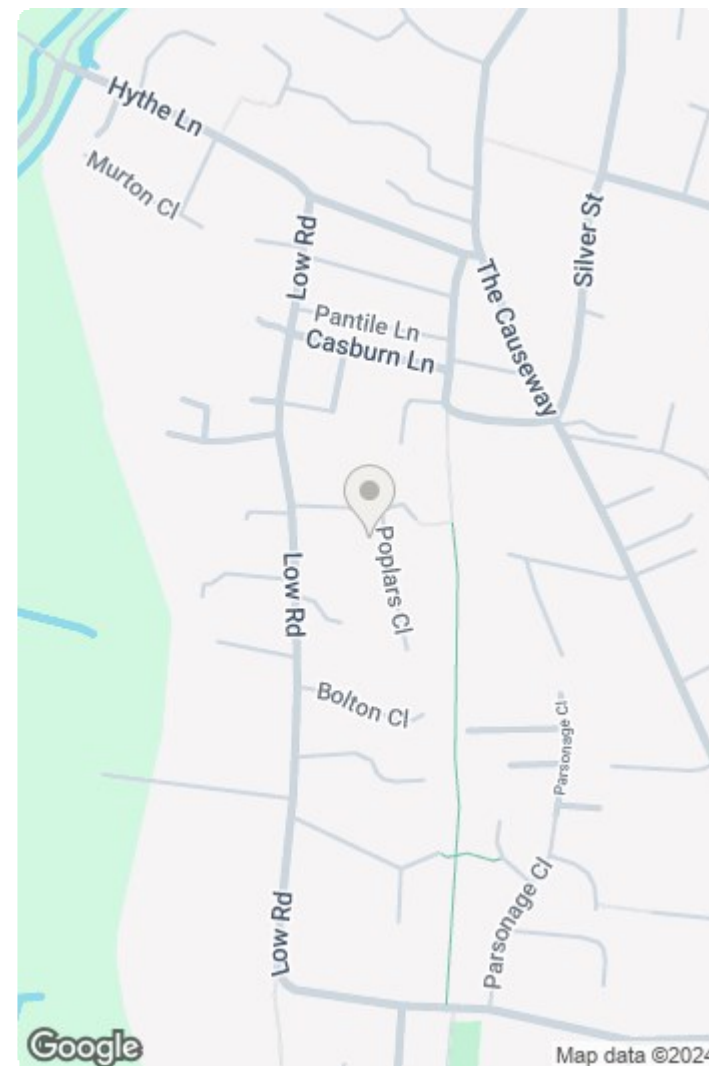 Hythe Ln
Murton Cl
Low Rd
Silver St
The Causeway
Pantile Ln
Casburn Ln
Poplars Cl
Low Rd
Bolton Cl
Parsonage Cl
Parsonage Cl
Low Rd
Google
Map data ©2024